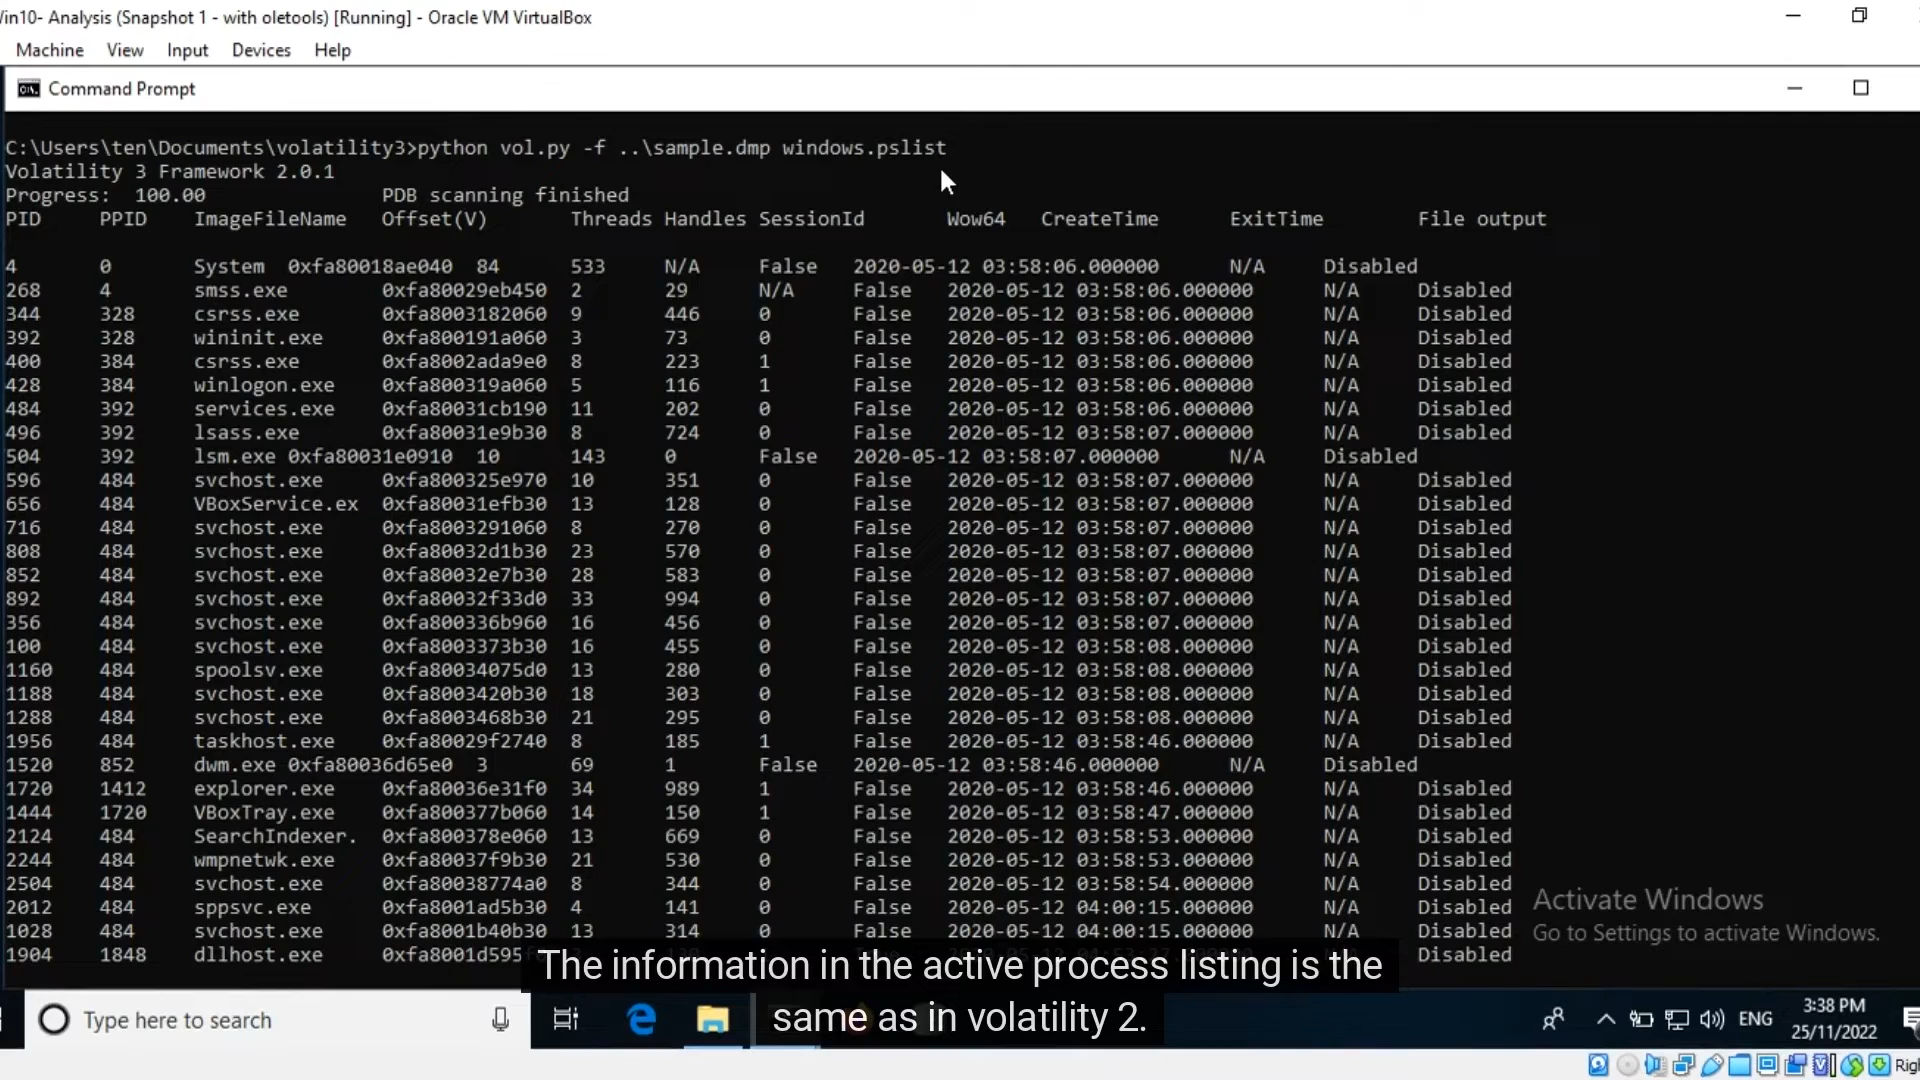 in10- Analysis (Snapshot 1 - with oletools) [Running] - Oracle VM VirtualBox
Machine View Input Devices Help
Command Prompt
C:\Users\ten\Documents\volatility3>python vol.py -f ..\sample.dmp windows.pslist
Volatility 3 Framework 2.0.1
Progress: 100.00 PDB scanning finished
PID PPID ImageFileName Offset(V) Threads Handles SessionId Wow64 CreateTime ExitTime File output
4 0 System 0xfa80018ae040 84 533 N/A False 2020-05-12 03:58:06.000000 N/A Disabled
268 4 smss.exe 0xfa80029eb450 2 29 N/A False 2020-05-12 03:58:06.000000 N/A Disabled
344 328 csrss.exe 0xfa8003182060 9 446 0 False 2020-05-12 03:58:06.000000 N/A Disabled
392 328 wininit.exe 0xfa800191a060 3 73 0 False 2020-05-12 03:58:06.000000 N/A Disabled
400 384 csrss.exe 0xfa8002ada9e0 8 223 1 False 2020-05-12 03:58:06.000000 N/A Disabled
428 384 winlogon.exe 0xfa800319a060 5 116 1 False 2020-05-12 03:58:06.000000 N/A Disabled
484 392 services.exe 0xfa80031cb190 11 202 0 False 2020-05-12 03:58:06.000000 N/A Disabled
496 392 lsass.exe 0xfa80031e9b30 8 724 0 False 2020-05-12 03:58:07.000000 N/A Disabled
504 392 lsm.exe 0xfa80031e0910 10 143 0 False 2020-05-12 03:58:07.000000 N/A Disabled
596 484 svchost.exe 0xfa800325e970 10 351 0 False 2020-05-12 03:58:07.000000 N/A Disabled
656 484 VBoxService.ex 0xfa80031efb30 13 128 0 False 2020-05-12 03:58:07.000000 N/A Disabled
716 484 svchost.exe 0xfa8003291060 8 270 0 False 2020-05-12 03:58:07.000000 N/A Disabled
808 484 svchost.exe 0xfa80032d1b30 23 570 0 False 2020-05-12 03:58:07.000000 N/A Disabled
852 484 svchost.exe 0xfa80032e7b30 28 583 0 False 2020-05-12 03:58:07.000000 N/A Disabled
892 484 svchost.exe 0xfa80032f33d0 33 994 0 False 2020-05-12 03:58:07.000000 N/A Disabled
356 484 svchost.exe 0xfa800336b960 16 456 0 False 2020-05-12 03:58:07.000000 N/A Disabled
100 484 svchost.exe 0xfa8003373b30 16 455 0 False 2020-05-12 03:58:08.000000 N/A Disabled
1160 484 spoolsv.exe 0xfa80034075d0 13 280 0 False 2020-05-12 03:58:08.000000 N/A Disabled
1188 484 svchost.exe 0xfa8003420b30 18 303 0 False 2020-05-12 03:58:08.000000 N/A Disabled
1288 484 svchost.exe 0xfa8003468b30 21 295 0 False 2020-05-12 03:58:08.000000 N/A Disabled
1956 484 taskhost.exe 0xfa80029f2740 8 185 1 False 2020-05-12 03:58:46.000000 N/A Disabled
1520 852 dwm.exe 0xfa80036d65e0 3 69 1 False 2020-05-12 03:58:46.000000 N/A Disabled
1720 1412 explorer.exe 0xfa80036e31f0 34 989 1 False 2020-05-12 03:58:46.000000 N/A Disabled
1444 1720 VBoxTray.exe 0xfa800377b060 14 150 1 False 2020-05-12 03:58:47.000000 N/A Disabled
2124 484 SearchIndexer. 0xfa800378e060 13 669 0 False 2020-05-12 03:58:53.000000 N/A Disabled
2244 484 wmpnetwk.exe 0xfa80037f9b30 21 530 0 False 2020-05-12 03:58:53.000000 N/A Disabled
2504 484 svchost.exe 0xfa80038774a0 8 344 0 False 2020-05-12 03:58:54.000000 N/A Disabled
2012 484 sppsvc.exe 0xfa8001ad5b30 4 141 0 False 2020-05-12 04:00:15.000000 N/A Disabled
1028 484 svchost.exe 0xfa8001b40b30 13 314 0 False 2020-05-12 04:00:15.000000 N/A Disabled
1904 1848 dllhost.exe 0xfa8001d595 Disabled
Activate Windows
Go to Settings to activate Windows.
The information in the active process listing is the
same as in volatility 2.
Type here to search
ENG
3:38 PM
25/11/2022
Rig